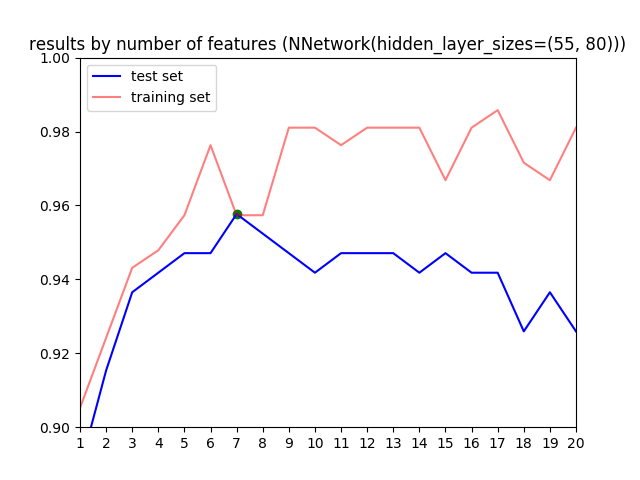 results by number of features (NNetwork(hidden_layer_sizes=(55, 80)))
test set
training set
1.00
0.98
0.96
0.94
0.92
0.90
1 2 3 4 5 6 7 8 9 10 11 12 13 14 15 16 17 18 19 20